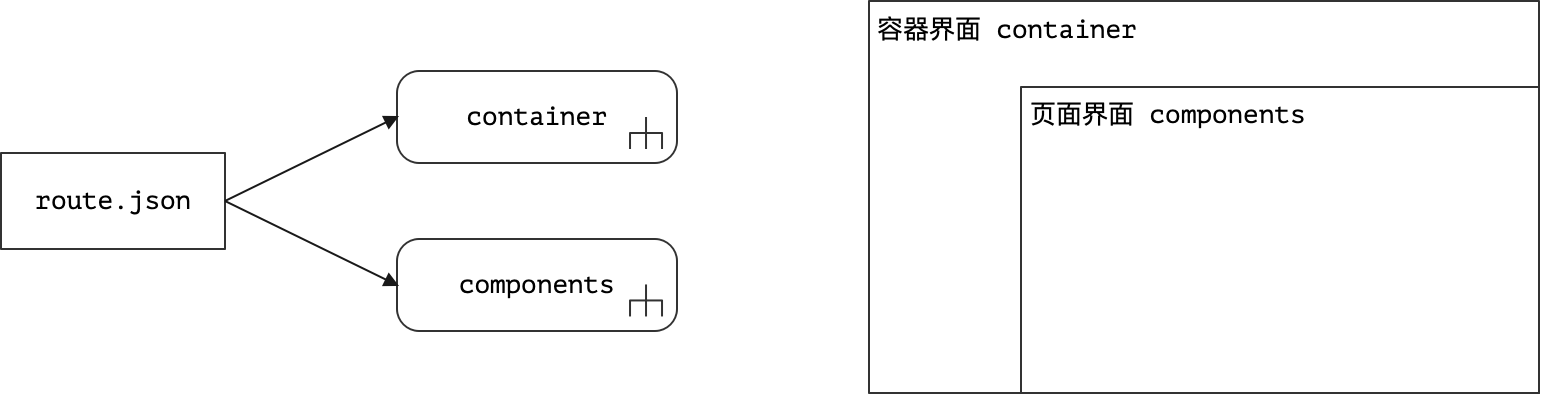 route.json
container
components
容器界面 container
页面界面 components